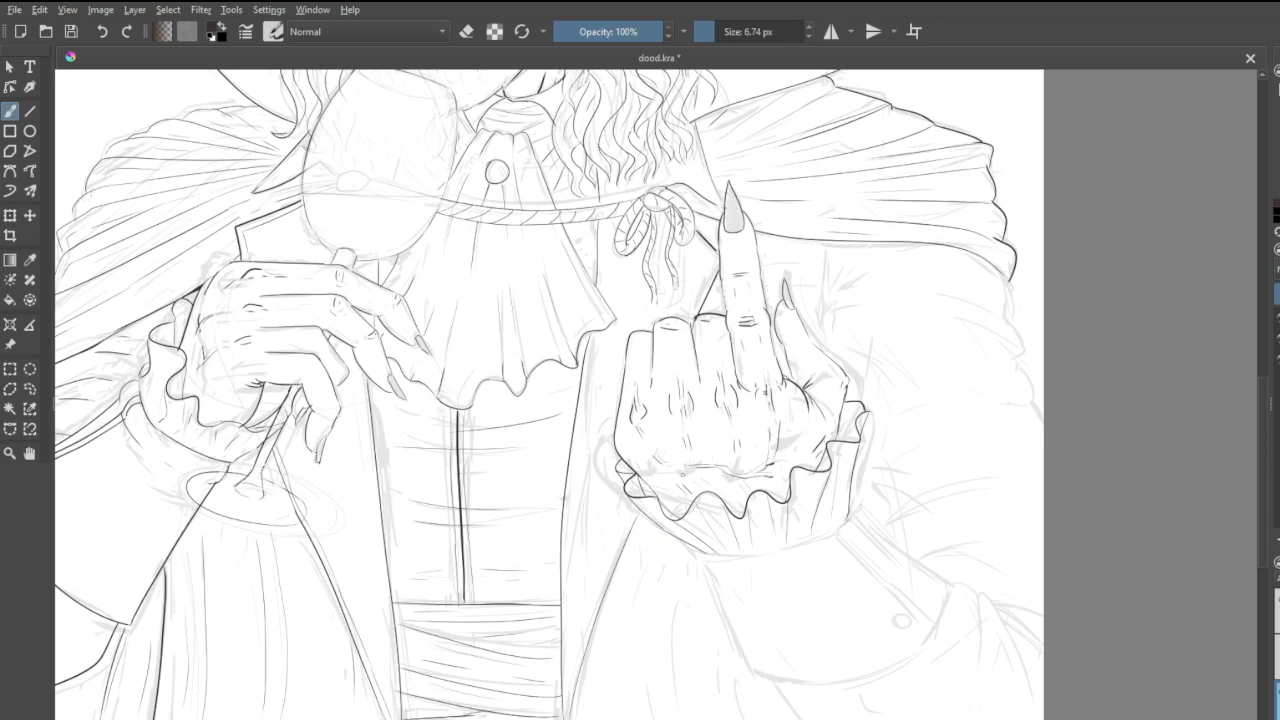 File Edit View Image Layer Select Filter Tools Settings Window Help
Normal Opacity: 100% Size: 6.74 px
dood.kra *